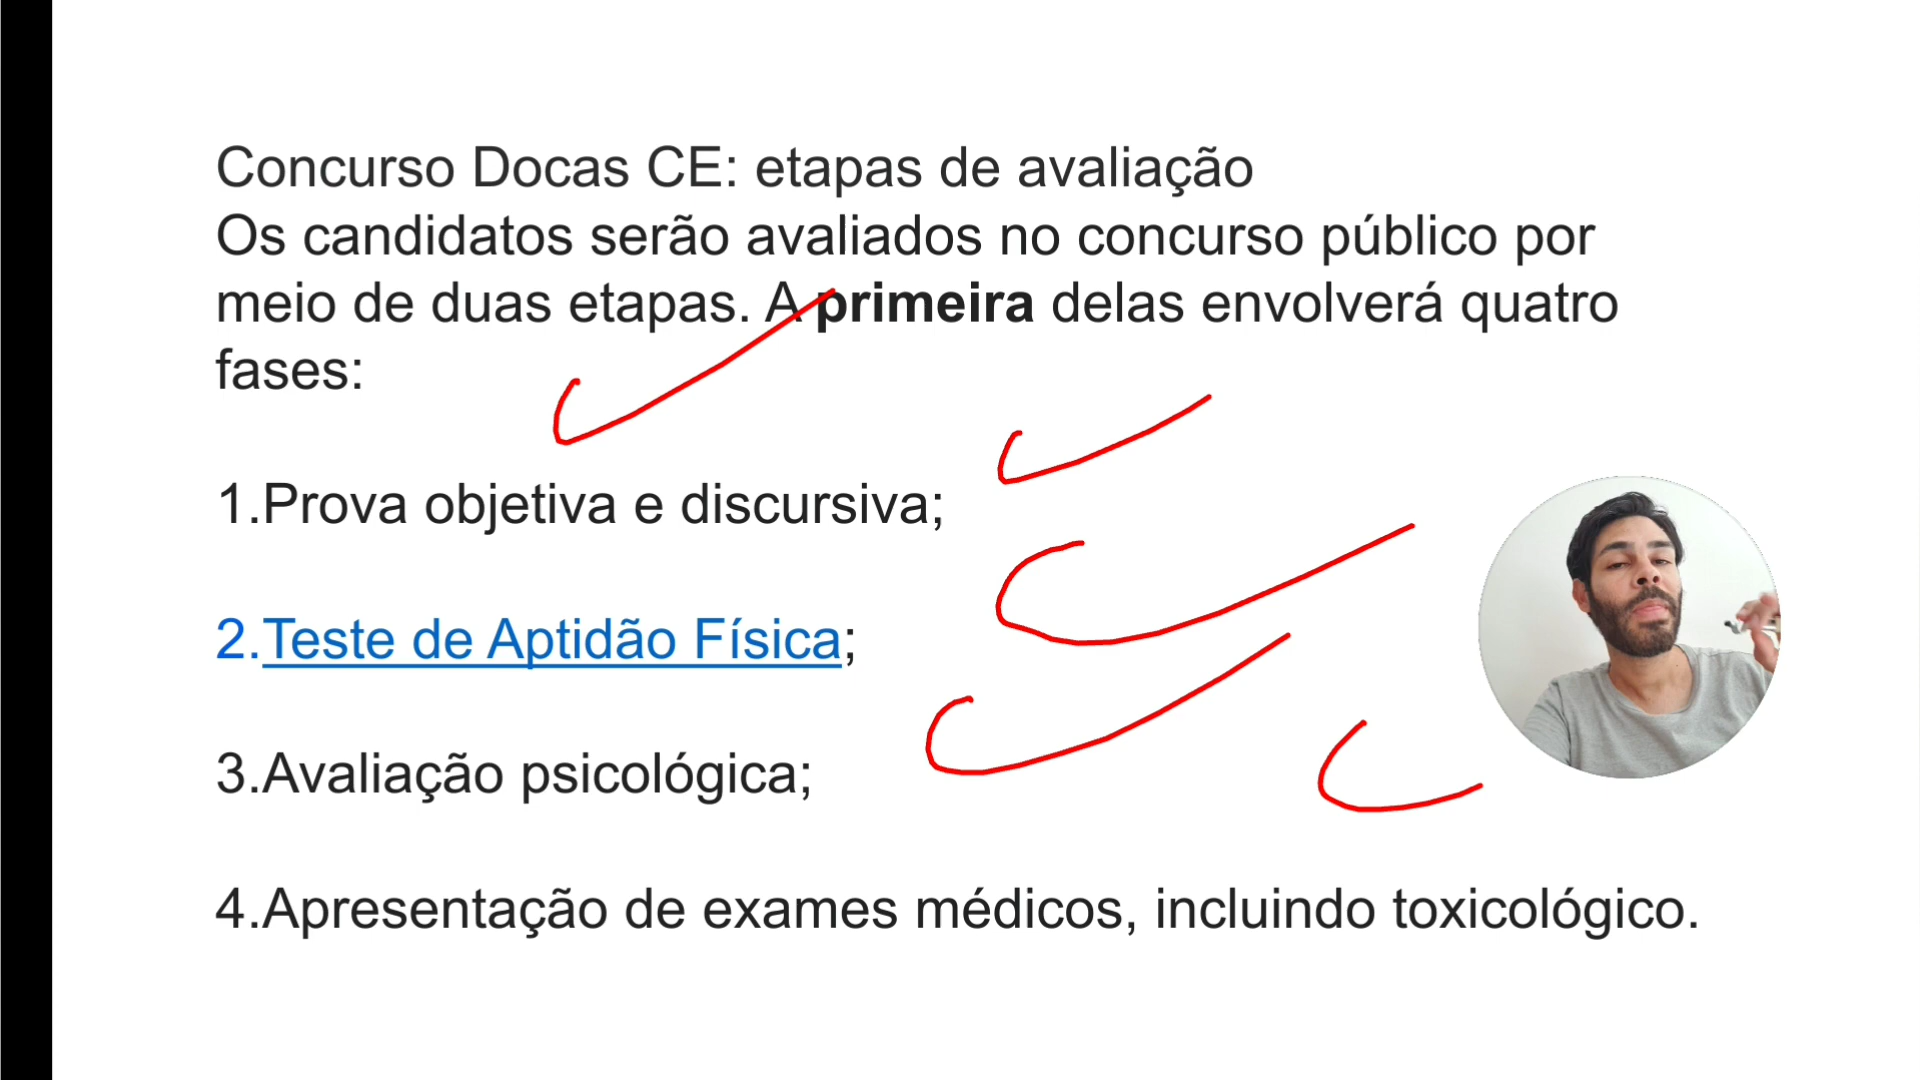 Concurso Docas CE: etapas de avaliação
Os candidatos serão avaliados no concurso público por
meio de duas etapas. A primeira delas envolverá quatro
fases:
1.Prova objetiva e discursiva;
2.Teste de Aptidão Física;
3.Avaliação psicológica;
4.Apresentação de exames médicos, incluindo toxicológico.